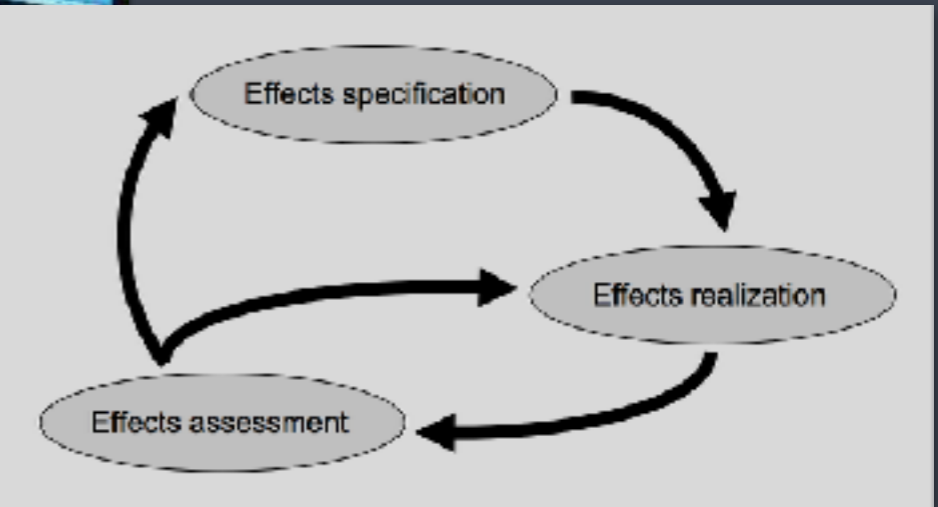 Effects specification
Effects realization
Effects assessment